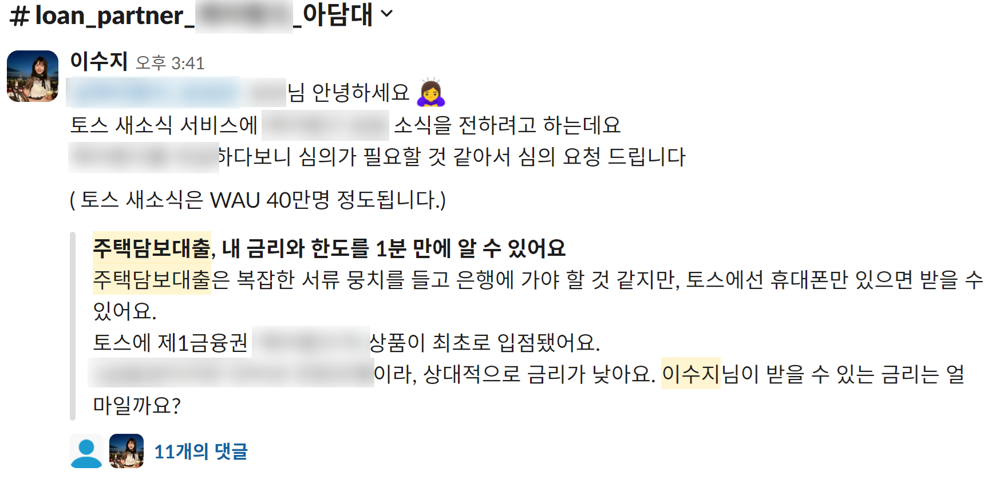 # loan_partner_ _아담대
이수지 오후 3:41
님 안녕하세요
토스 새소식 서비스에 소식을 전하려고 하는데요
하다보니 심의가 필요할 것 같아서 심의 요청 드립니다
( 토스 새소식은 WAU 40만명 정도됩니다.)
주택담보대출, 내 금리와 한도를 1분 만에 알 수 있어요
주택담보대출은 복잡한 서류 뭉치를 들고 은행에 가야 할 것 같지만, 토스에선 휴대폰만 있으면 받을 수
있어요.
토스에 제1금융권 상품이 최초로 입점됐어요.
이라, 상대적으로 금리가 낮아요. 이수지님이 받을 수 있는 금리는 얼
마일까요?
11개의 댓글